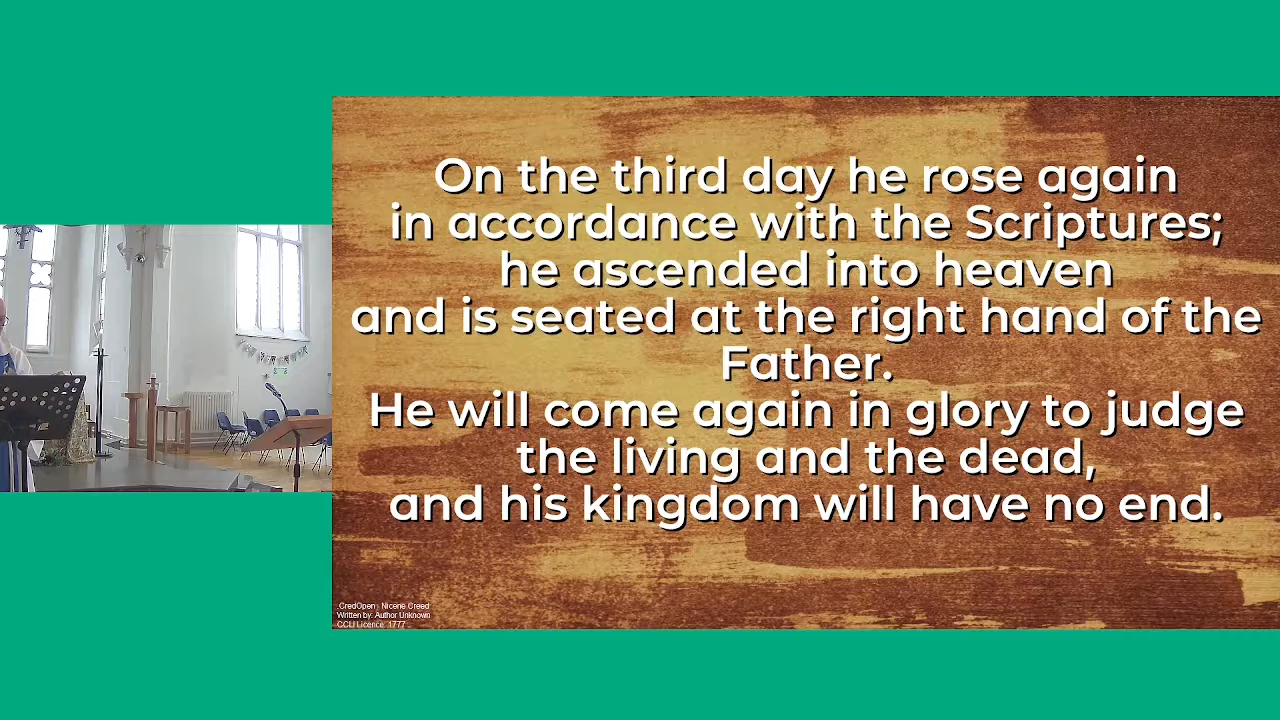 On the third day he rose again
in accordance with the Scriptures;
he ascended into heaven
and is seated at the right hand of the
Father.
He will come again in glory to judge
the living and the dead,
and his kingdom will have no end.
CredOpen : Nicene Creed
Written by: Author Unknown
CCLI Licence: 1777